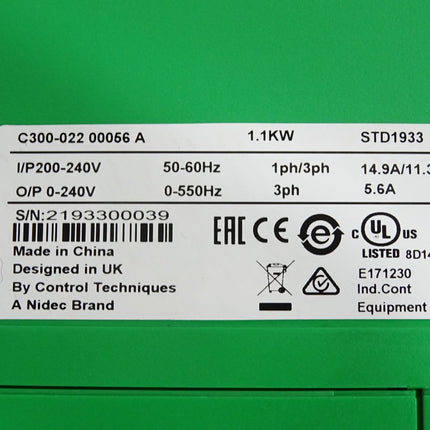 C300-022 00056 A 1.1KW STD1933
I/P200-240V 50-60Hz 1ph/3ph 14.9A/11.3
O/P 0-240V 0-550Hz 3ph 5.6A
S/N:2193300039
EAC CE e c UL US
LISTED 8D14
Made in China
Designed in UK
By Control Techniques
A Nidec Brand
E171230
Ind.Cont
Equipment